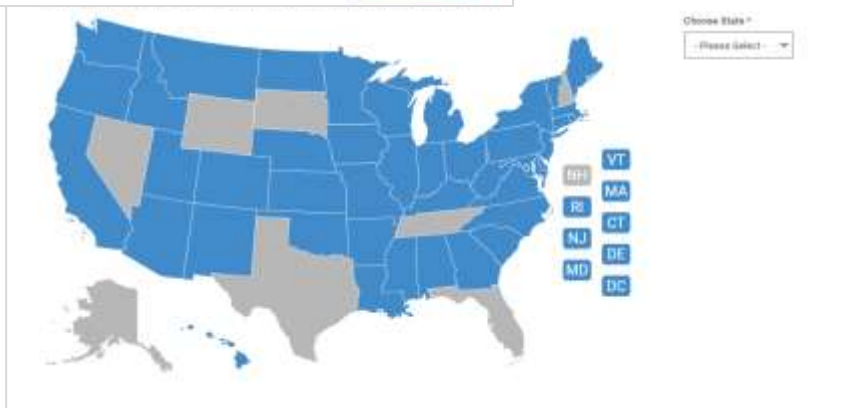 Choose State *
- Please Select -
VT
NH
MA
RI
CT
NJ
DE
MD
DC